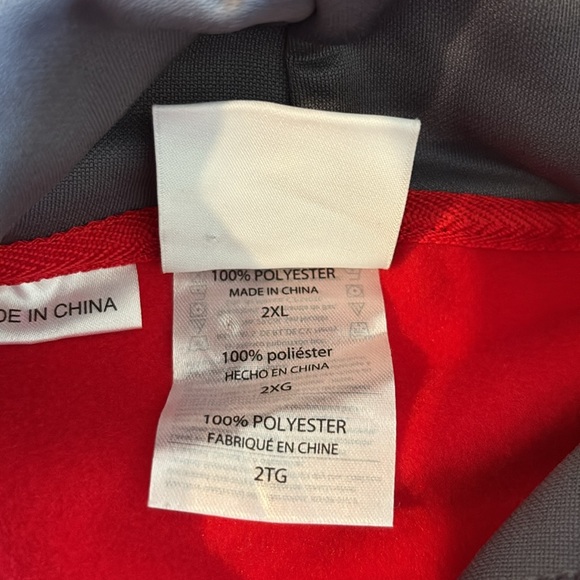 100% POLYESTER
MADE IN CHINA
2XL
100% poliéster
HECHO EN CHINA
2XG
100% POLYESTER
FABRIQUÉ EN CHINE
2TG
DE IN CHINA